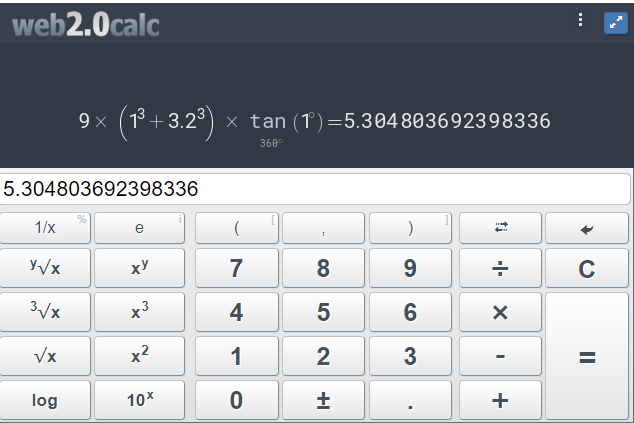 web2.0calc
9 × (1³ + 3.2³) × tan (1°)=5.304803692398336
360°
5.304803692398336
1/x % e i ( [ , ) ]
ʸ√x xʸ 7 8 9 ÷ C
³√x x³ 4 5 6 ×
√x x² 1 2 3 - =
log 10ˣ 0 ± . +